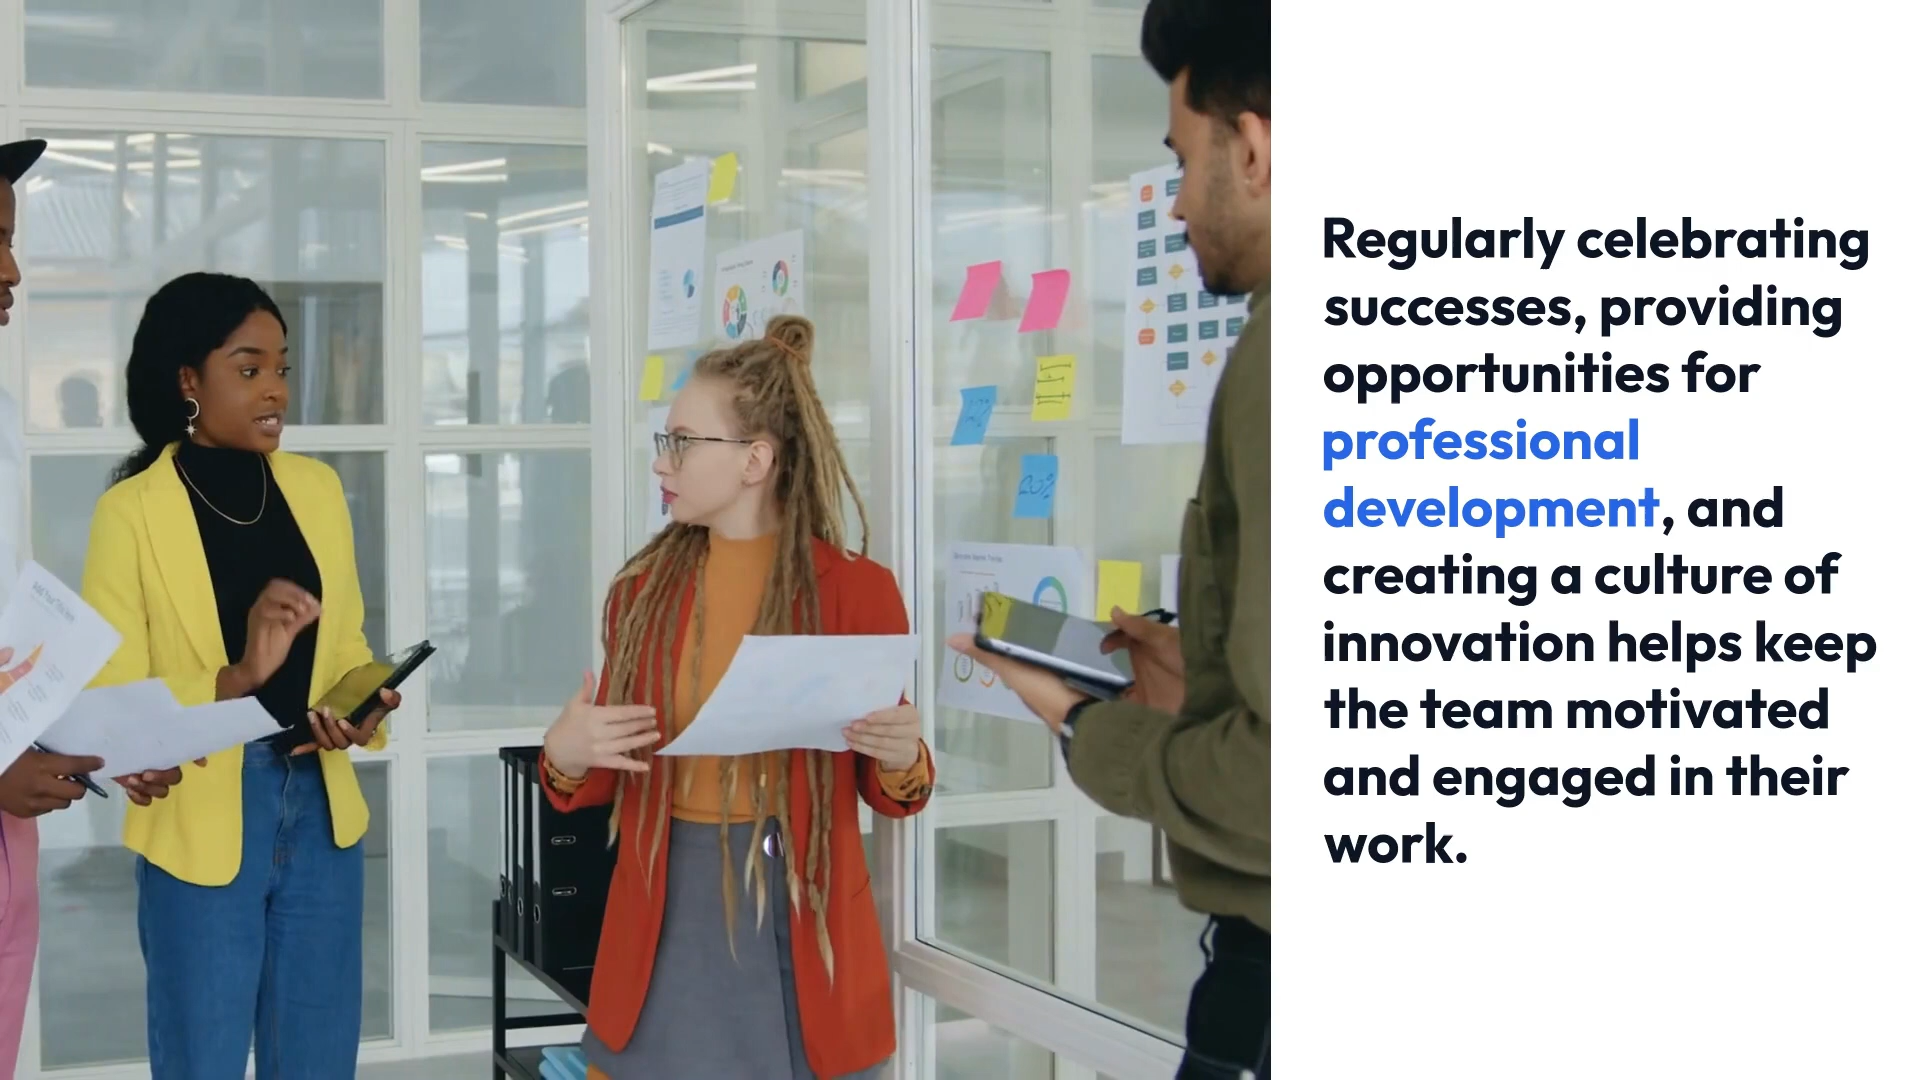 Regularly celebrating
successes, providing
opportunities for
professional
development, and
creating a culture of
innovation helps keep
the team motivated
and engaged in their
work.
20%